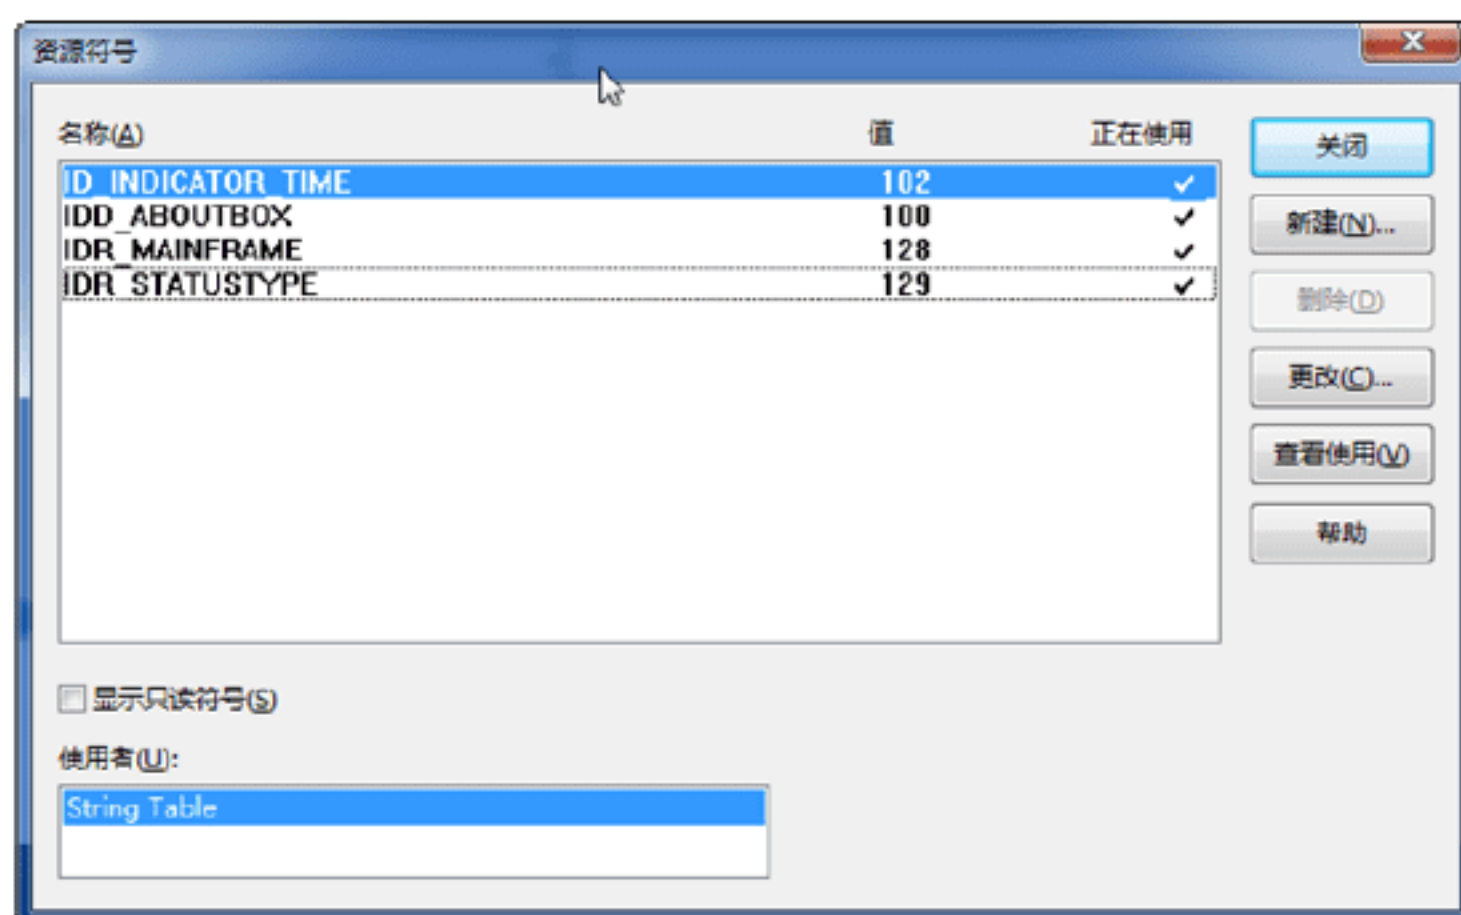 资源符号
名称(A) 值 正在使用
ID_INDICATOR_TIME 102
IDD_ABOUTBOX 100
IDR_MAINFRAME 128
IDR_STATUSTYPE 129
关闭
新建(N)...
删除(D)
更改(C)...
查看使用(V)
帮助
显示只读符号(S)
使用者(U):
String Table